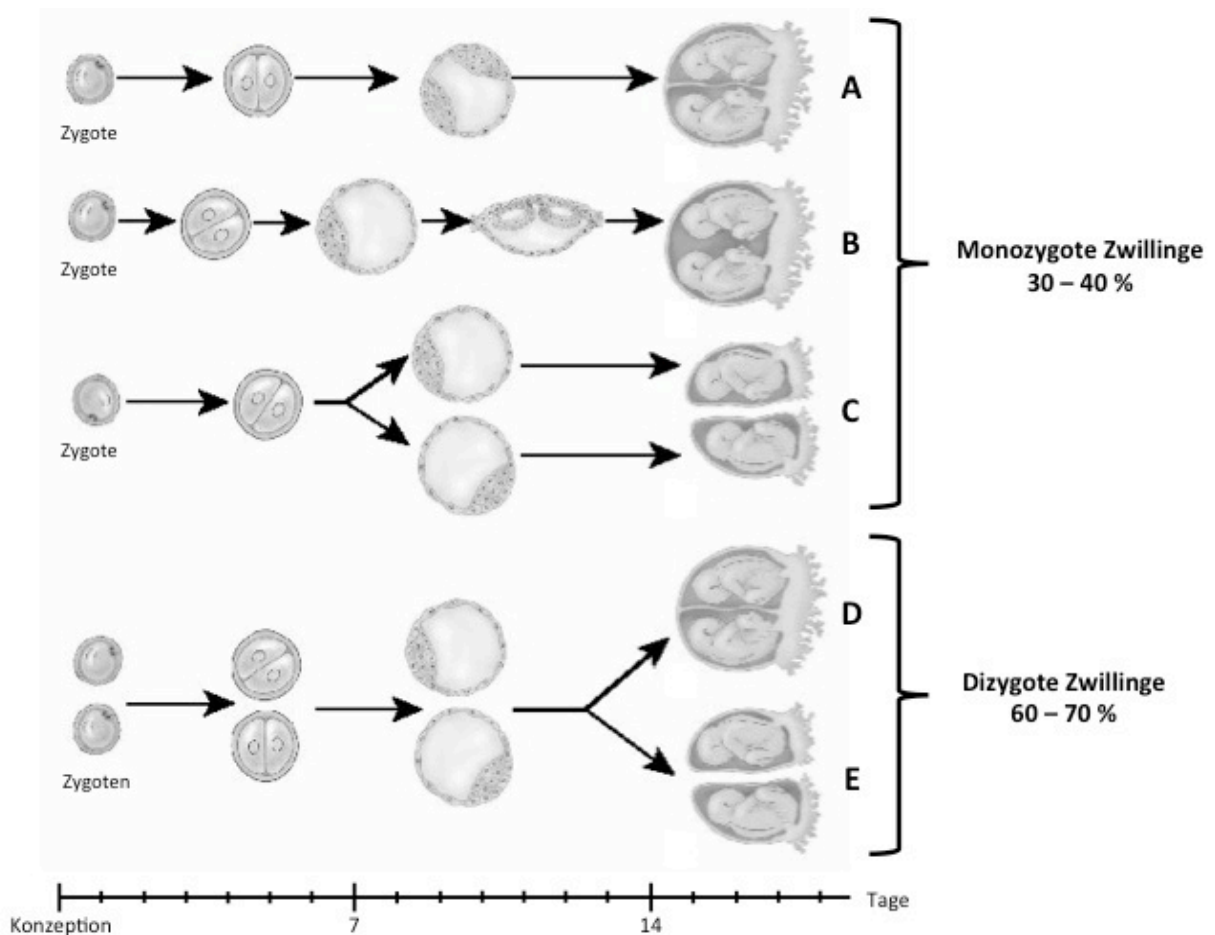 Zygote
A
Zygote
B
Monozygote Zwillinge
30 – 40 %
Zygote
C
D
Dizygote Zwillinge
60 – 70 %
Zygoten
E
Konzeption
7
14
Tage